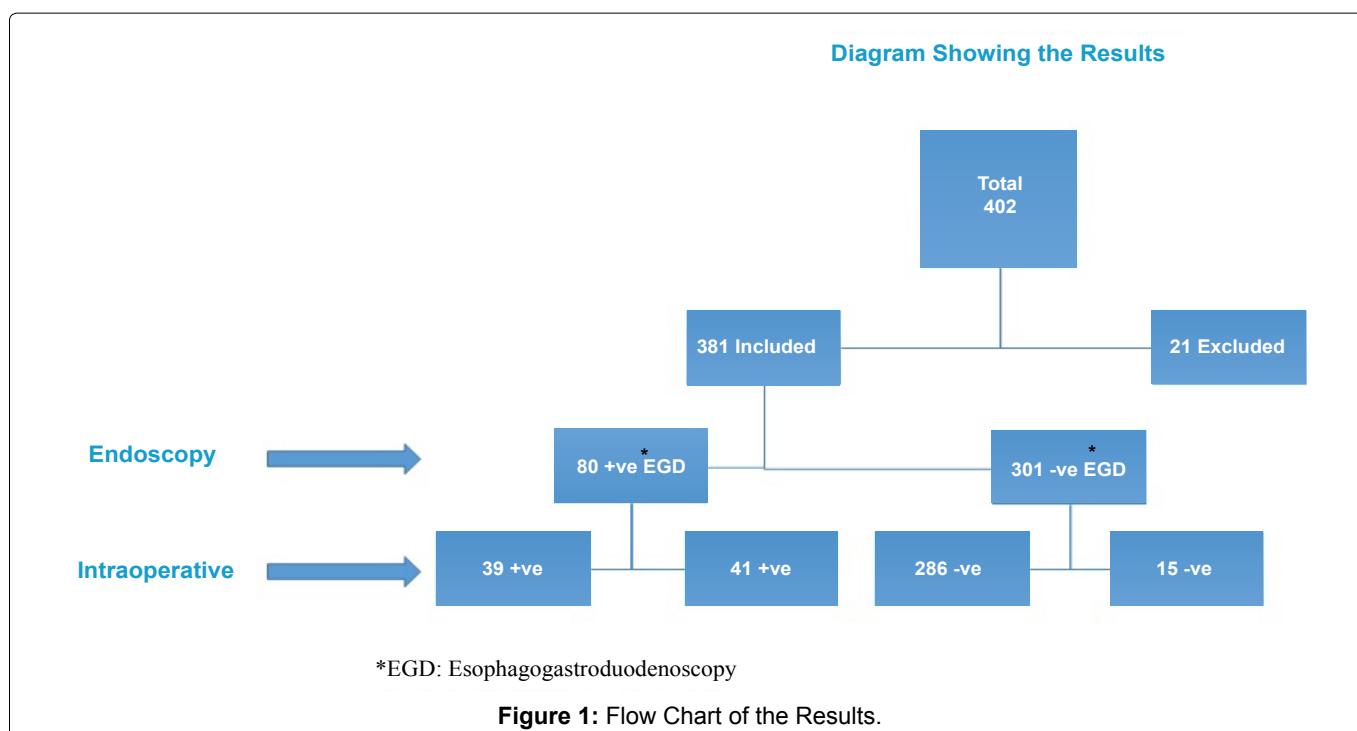 Diagram Showing the Results
Total
402
381 Included
21 Excluded
Endoscopy
80 +ve EGD*
301 -ve EGD*
Intraoperative
39 +ve
41 +ve
286 -ve
15 -ve
*EGD: Esophagogastroduodenoscopy
Figure 1: Flow Chart of the Results.